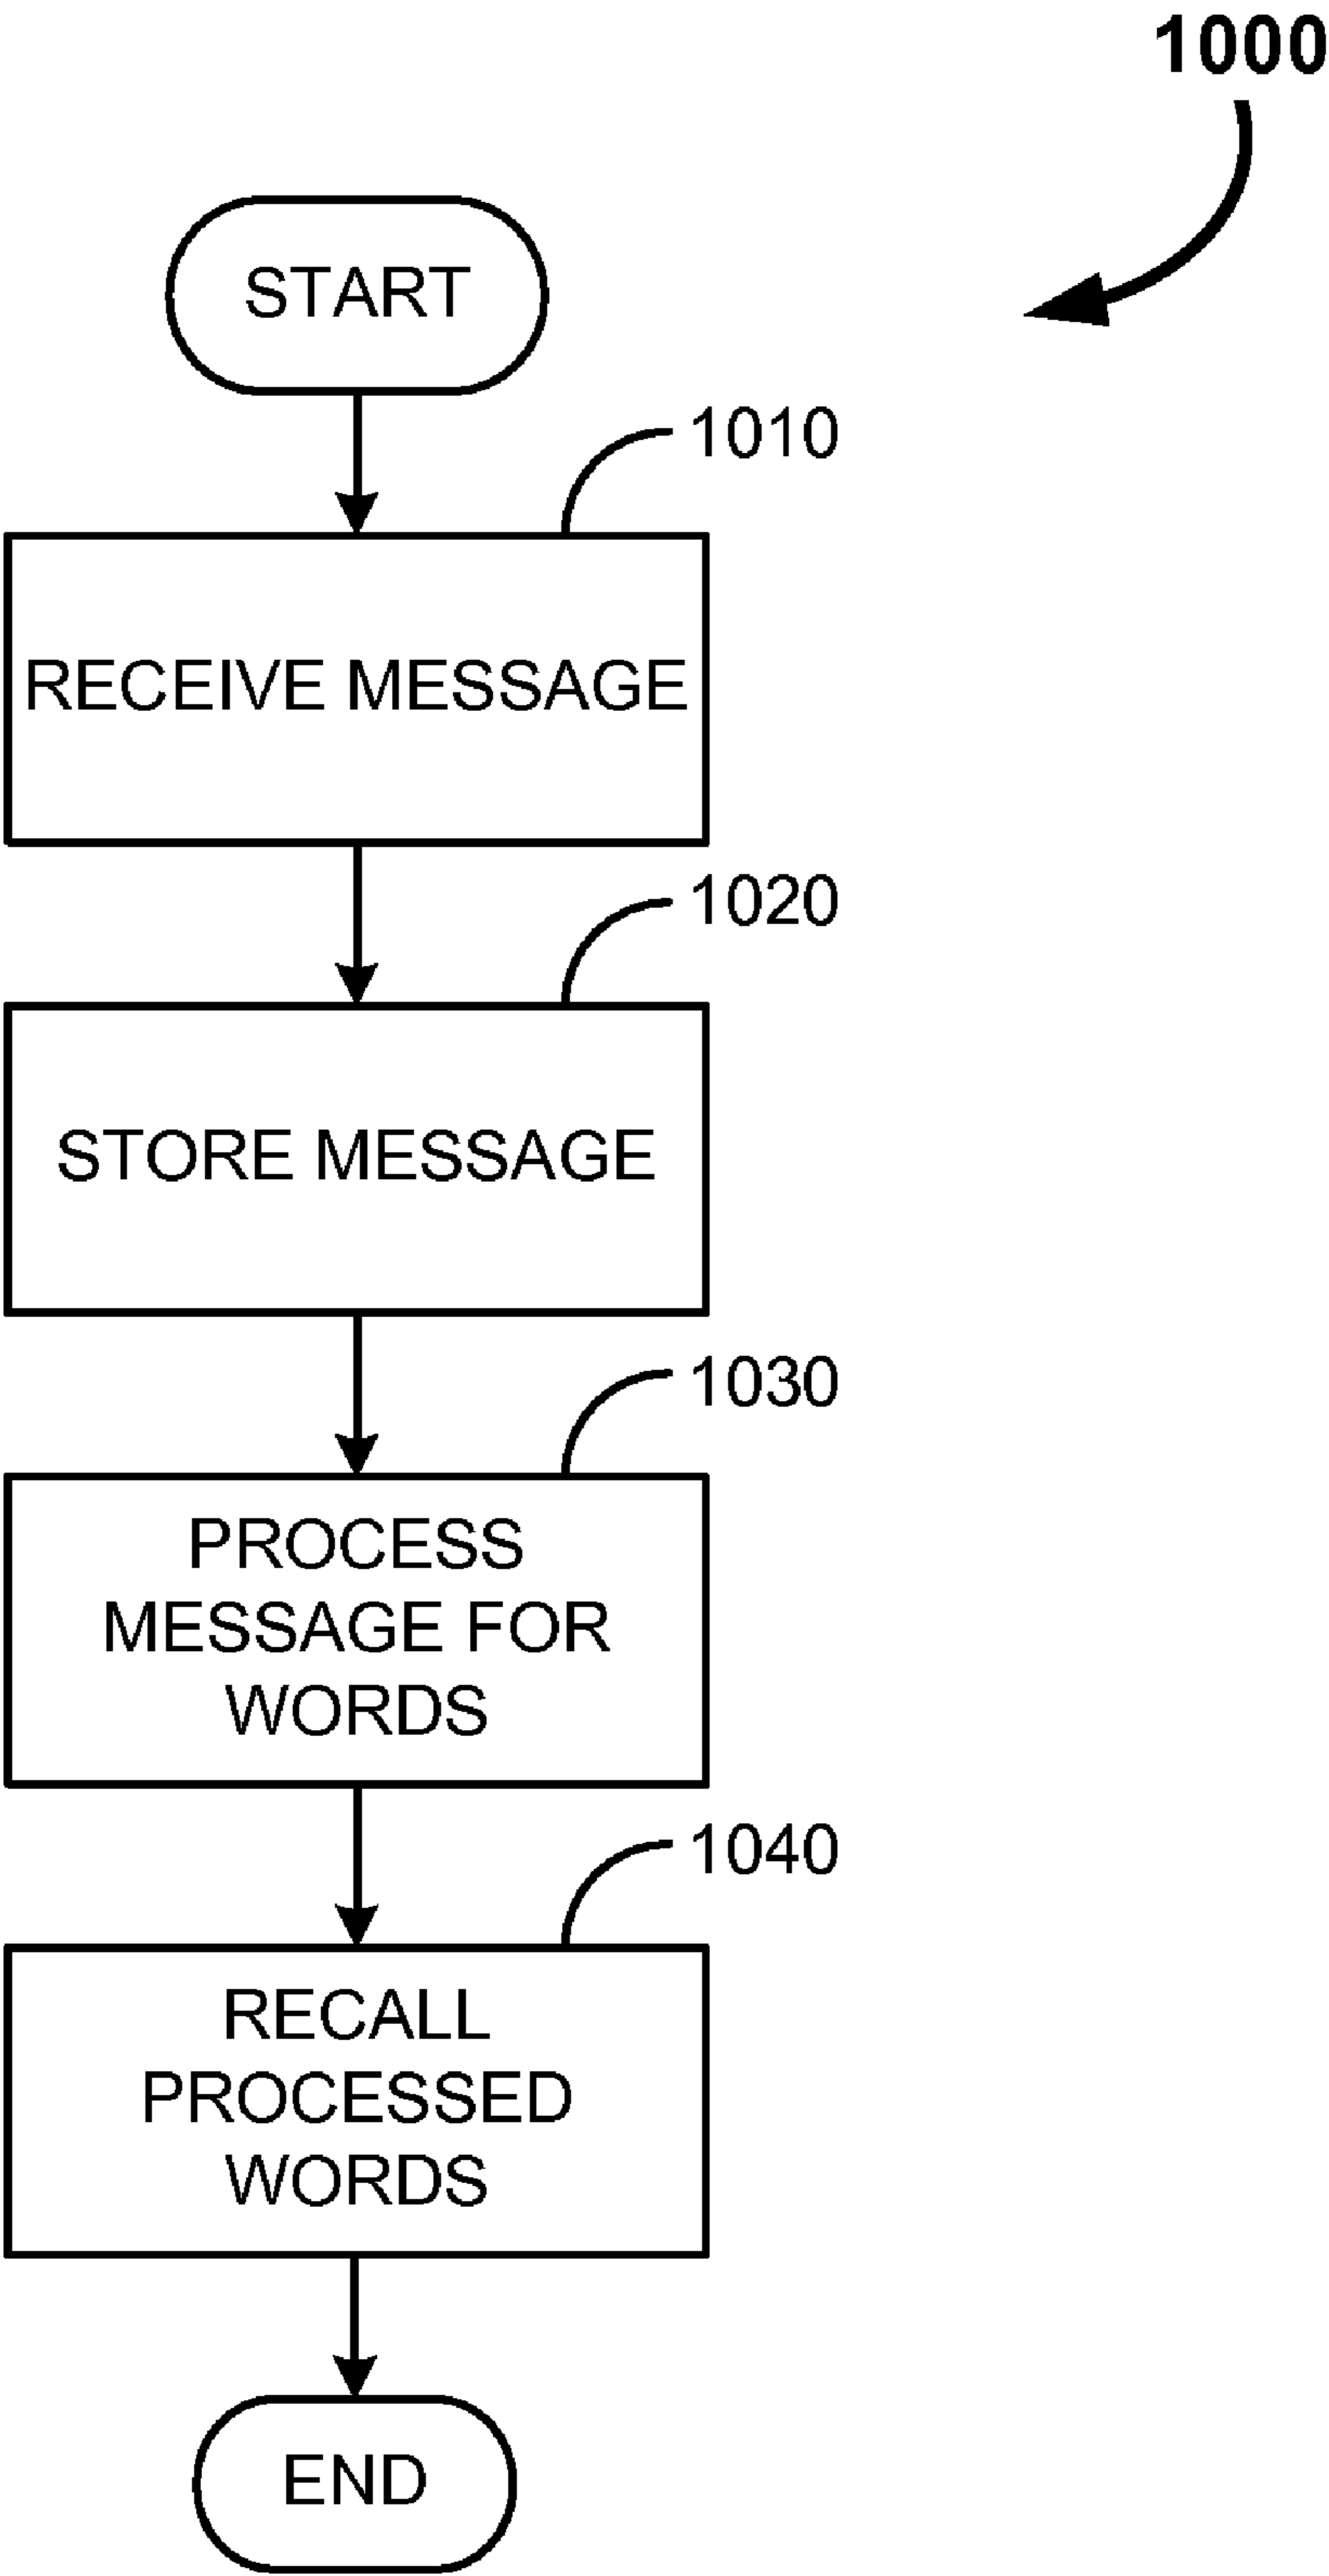 1000
START
1010
RECEIVE MESSAGE
1020
STORE MESSAGE
1030
PROCESS
MESSAGE FOR
WORDS
1040
RECALL
PROCESSED
WORDS
END